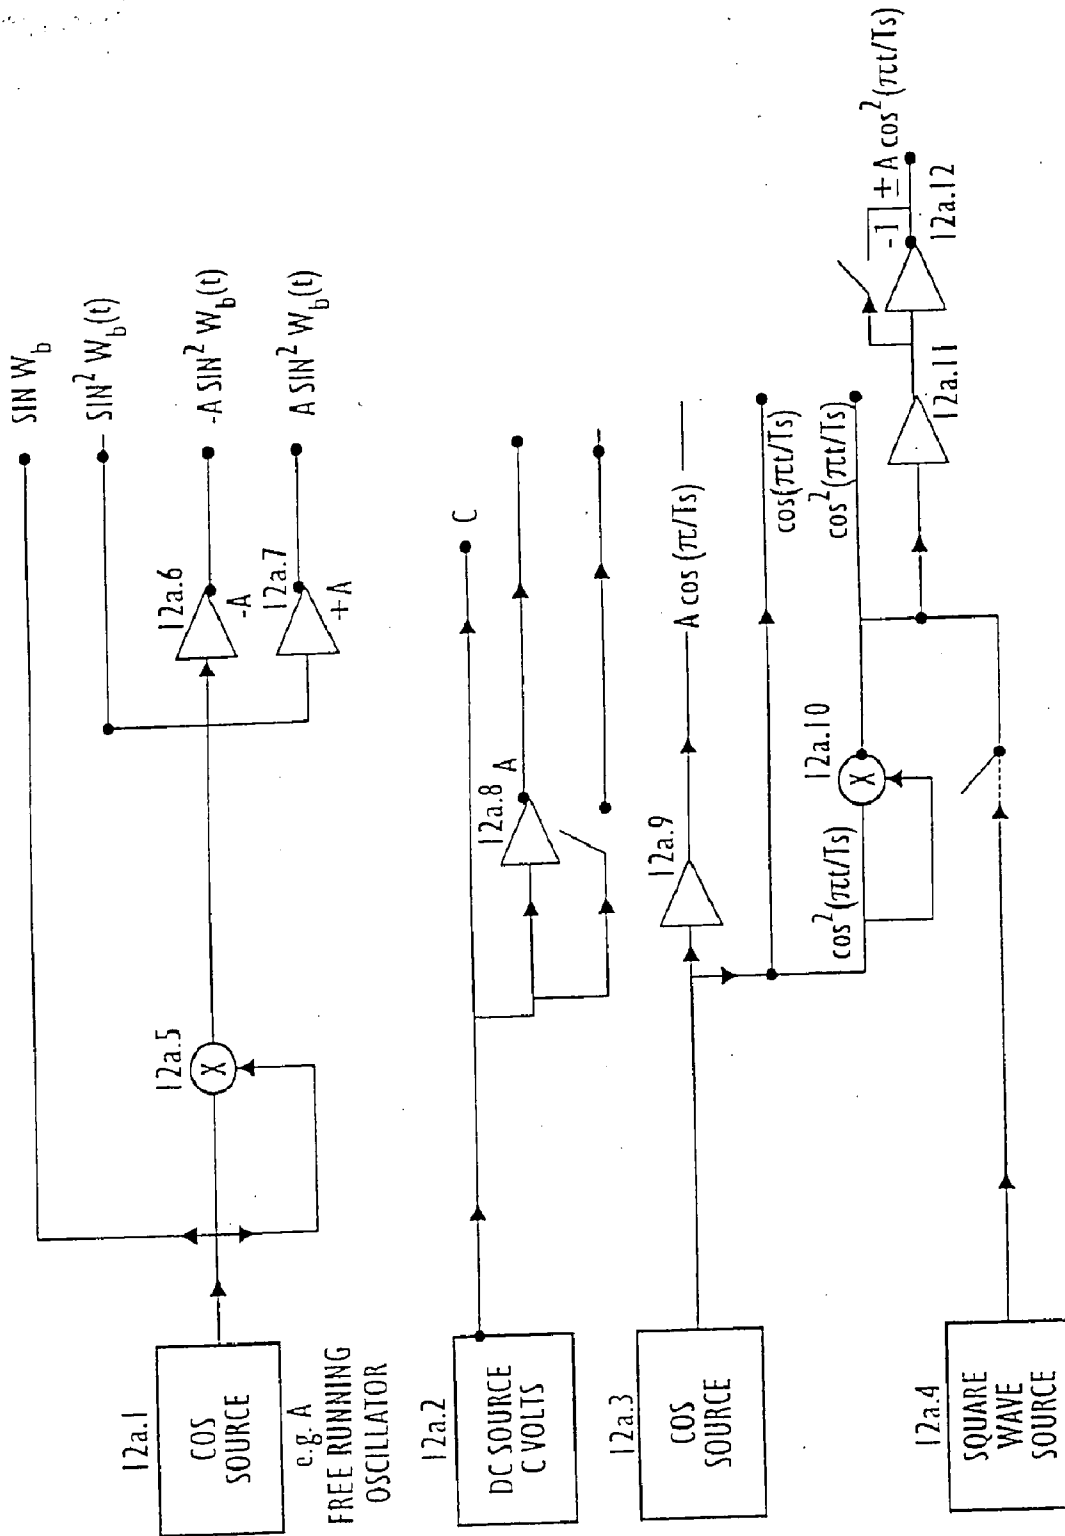 12a.1
COS
SOURCE
e.g. A
FREE RUNNING
OSCILLATOR
12a.5
X
12a.6
-A
12a.7
+A
SIN W_b
SIN² W_b(t)
-A SIN² W_b(t)
A SIN² W_b(t)
12a.2
DC SOURCE
C VOLTS
C
12a.8
A
12a.3
COS
SOURCE
12a.9
A cos (π/Ts)
cos(πt/Ts)
cos²(πt/Ts)
cos²(πt/Ts)
12a.10
X
12a.4
SQUARE
WAVE
SOURCE
12a.11
-1
12a.12
± A cos²(πt/Ts)